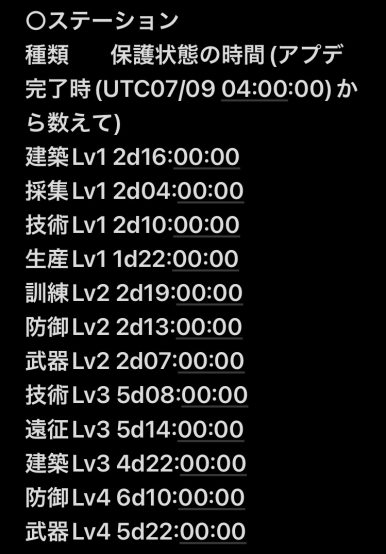 〇ステーション
種類　　保護状態の時間(アプデ
完了時(UTC07/09 04:00:00)か
ら数えて)
建築Lv1 2d16:00:00
採集Lv1 2d04:00:00
技術Lv1 2d10:00:00
生産Lv1 1d22:00:00
訓練Lv2 2d19:00:00
防御Lv2 2d13:00:00
武器Lv2 2d07:00:00
技術Lv3 5d08:00:00
遠征Lv3 5d14:00:00
建築Lv3 4d22:00:00
防御Lv4 6d10:00:00
武器Lv4 5d22:00:00